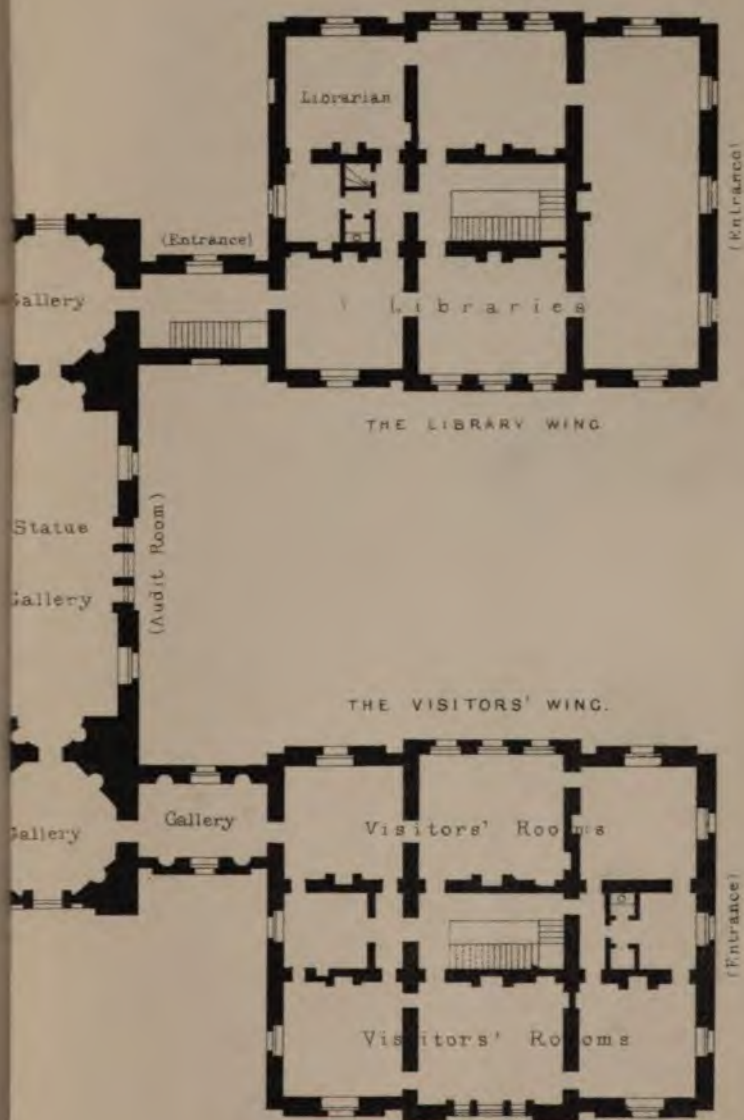 Librarian
(Entrance)
(Entrance)
Gallery
Libraries
THE LIBRARY WING
Statue
Gallery
(Audit Room)
THE VISITORS' WING.
Gallery
Gallery
Visitors' Rooms
(Entrance)
Visitors' Rooms